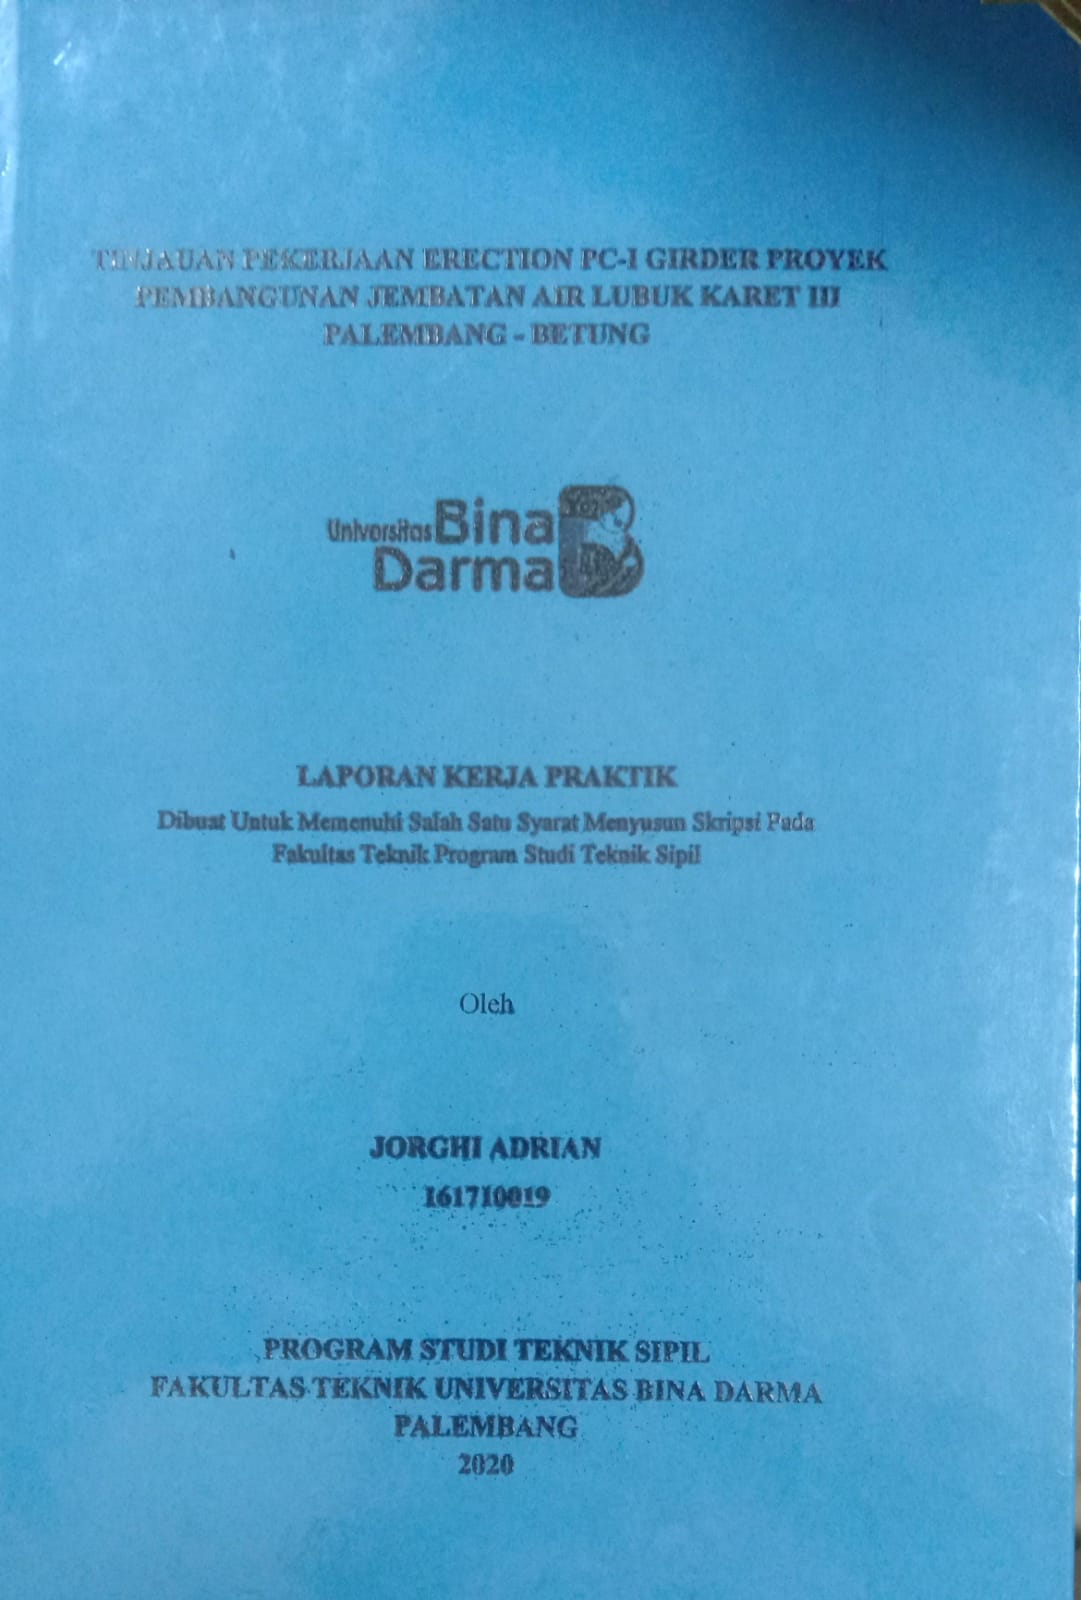 TINJAUAN PEKERJAAN ERECTION PC-I GIRDER PROYEK
PEMBANGUNAN JEMBATAN AIR LUBUK KARET III
PALEMBANG - BETUNG
Universitas Bina
Darma
LAPORAN KERJA PRAKTIK
Dibuat Untuk Memenuhi Salah Satu Syarat Menyusun Skripsi Pada
Fakultas Teknik Program Studi Teknik Sipil
Oleh
JORGHI ADRIAN
161710019
PROGRAM STUDI TEKNIK SIPIL
FAKULTAS TEKNIK UNIVERSITAS BINA DARMA
PALEMBANG
2020